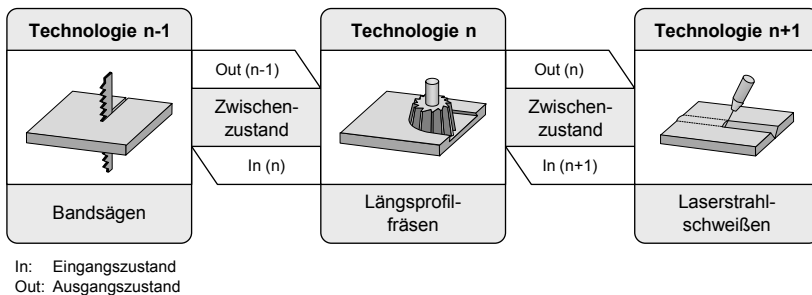 Technologie n-1
Technologie n
Technologie n+1
Out (n-1)
Zwischen-
zustand
In (n)
Out (n)
Zwischen-
zustand
In (n+1)
Bandsägen
Längsprofil-
fräsen
Laserstrahl-
schweißen
In: Eingangszustand
Out: Ausgangszustand